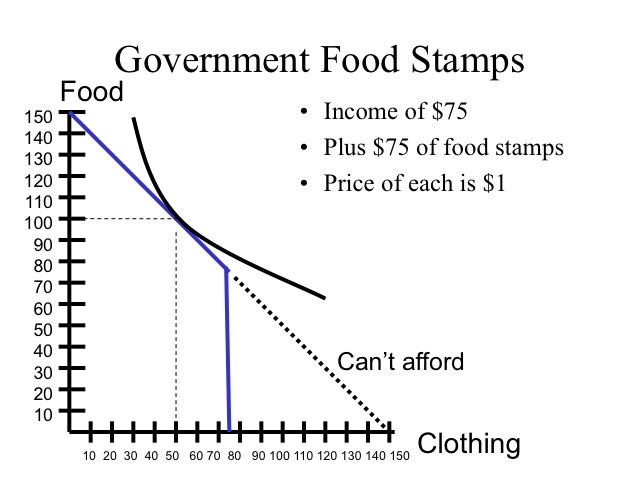 Government Food Stamps
Food
• Income of $75
• Plus $75 of food stamps
• Price of each is $1
150
140
130
120
110
100
90
80
70
60
50
40
30
20
10
Can't afford
Clothing
10 20 30 40 50 60 70 80 90 100 110 120 130 140 150